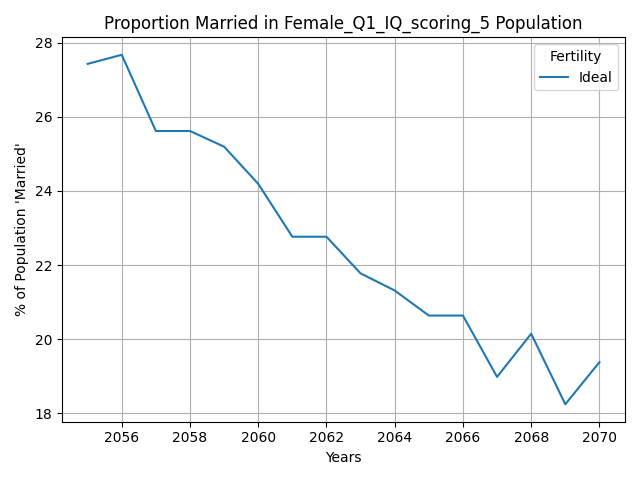 Proportion Married in Female_Q1_IQ_scoring_5 Population
Fertility
Ideal
% of Population 'Married'
28
26
24
22
20
18
2056 2058 2060 2062 2064 2066 2068 2070
Years